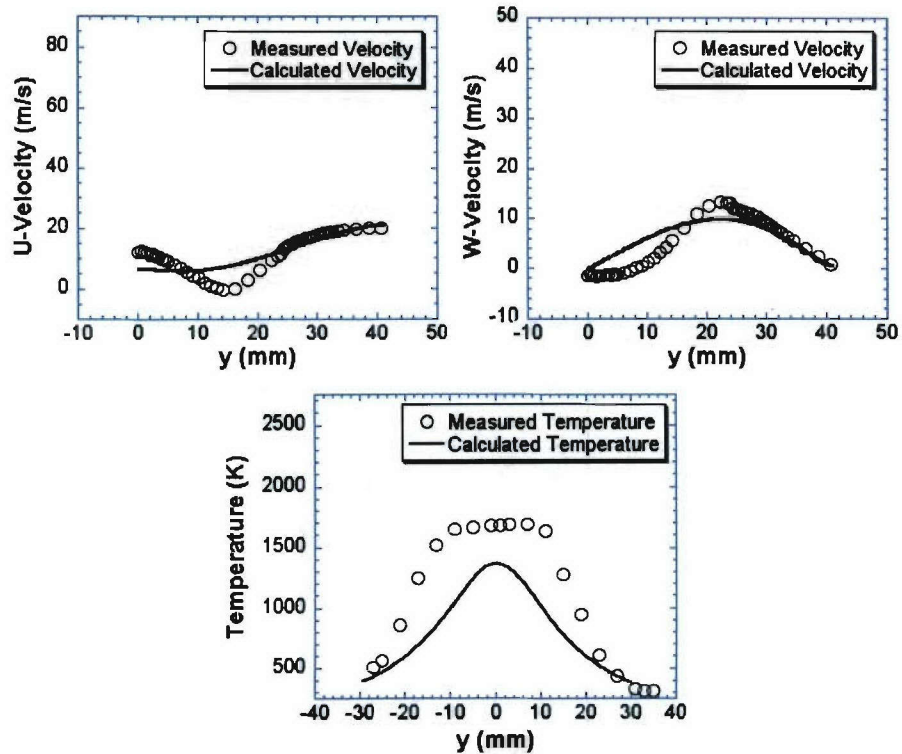 Measured Velocity
Calculated Velocity
U-Velocity (m/s)
80
60
40
20
0
-10 0 10 20 30 40 50
y (mm)
Measured Velocity
Calculated Velocity
W-Velocity (m/s)
50
40
30
20
10
0
-10
-10 0 10 20 30 40 50
y (mm)
Measured Temperature
Calculated Temperature
Temperature (K)
2500
2000
1500
1000
500
-40 -30 -20 -10 0 10 20 30 40
y (mm)